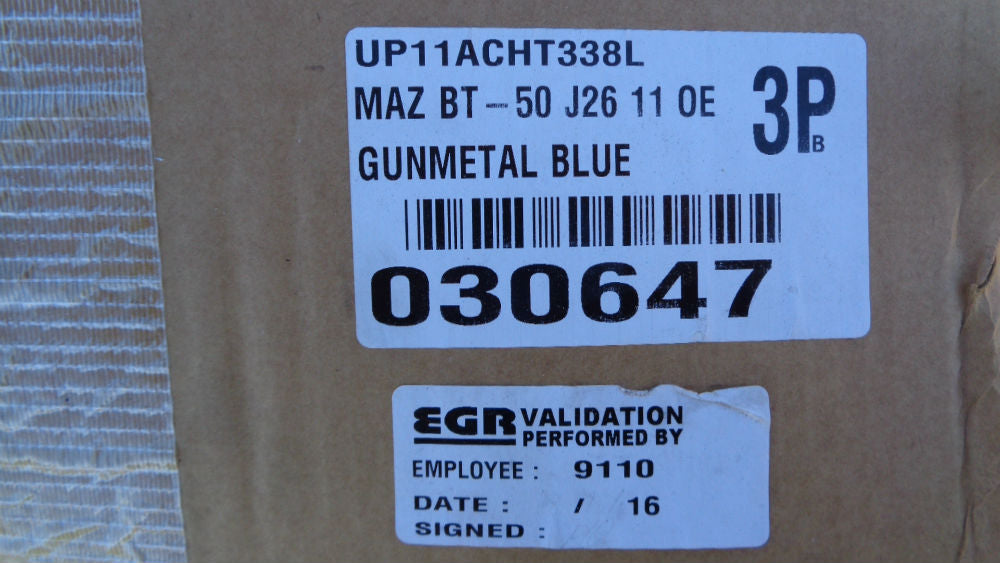 UP11ACHT338L
MAZ BT-50 J26 11 OE
3PB
GUNMETAL BLUE
030647
EGR VALIDATION
PERFORMED BY
EMPLOYEE : 9110
DATE : / 16
SIGNED :